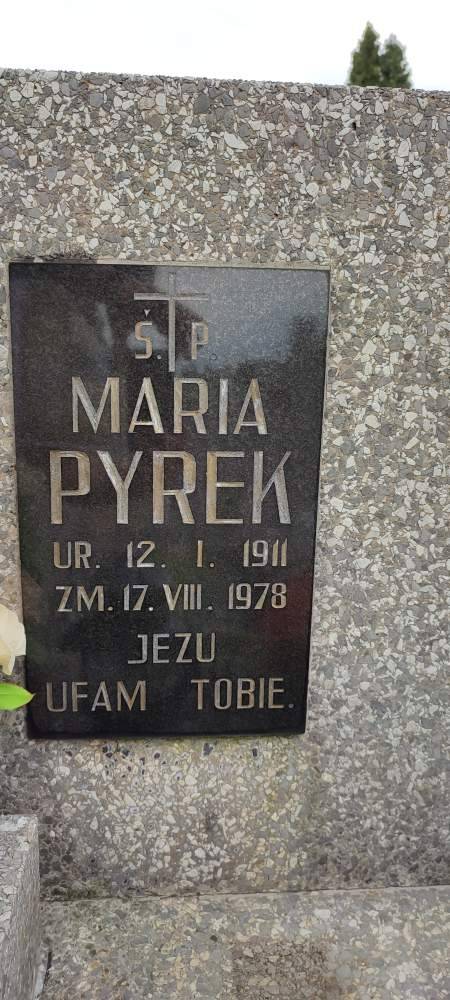 Š. P.
MARIA
PYREK
UR. 12. I. 1911
ZM. 17. VIII. 1978
JEZU
UFAM TOBIE.